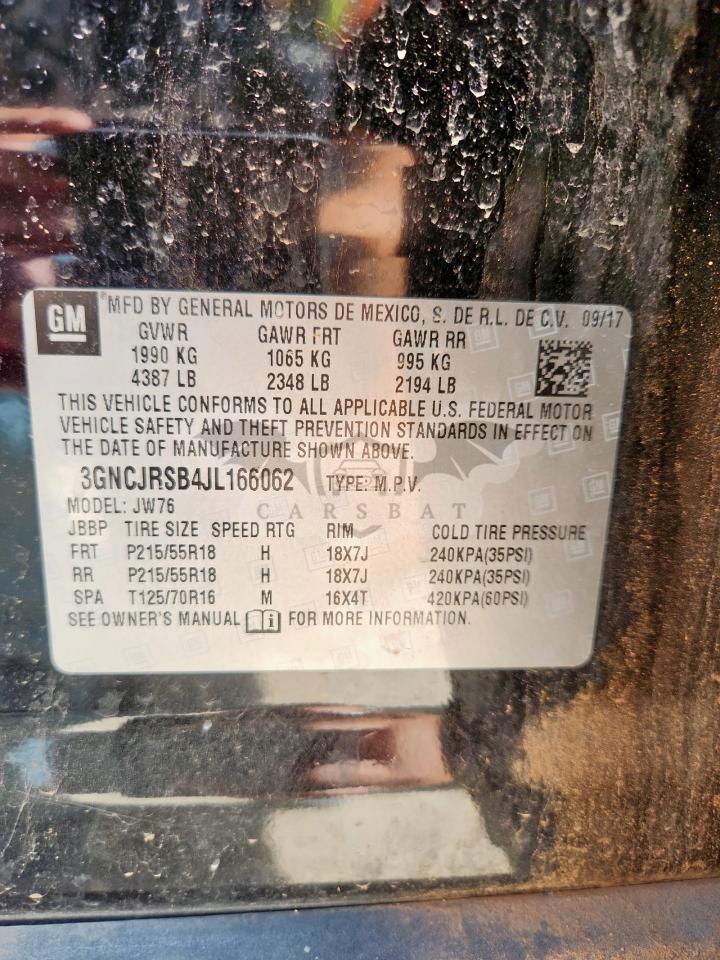 GM
MFD BY GENERAL MOTORS DE MEXICO, S. DE R.L. DE C.V. 09/17
GVWR GAWR FRT GAWR RR
1990 KG 1065 KG 995 KG
4387 LB 2348 LB 2194 LB
THIS VEHICLE CONFORMS TO ALL APPLICABLE U.S. FEDERAL MOTOR
VEHICLE SAFETY AND THEFT PREVENTION STANDARDS IN EFFECT ON
THE DATE OF MANUFACTURE SHOWN ABOVE.
3GNCJRSB4JL166062 TYPE: M.P.V.
MODEL: JW76
CARSBAT
JBBP TIRE SIZE SPEED RTG RIM COLD TIRE PRESSURE
FRT P215/55R18 H 18X7J 240KPA(35PSI)
RR P215/55R18 H 18X7J 240KPA(35PSI)
SPA T125/70R16 M 16X4T 420KPA(60PSI)
SEE OWNER'S MANUAL i FOR MORE INFORMATION.